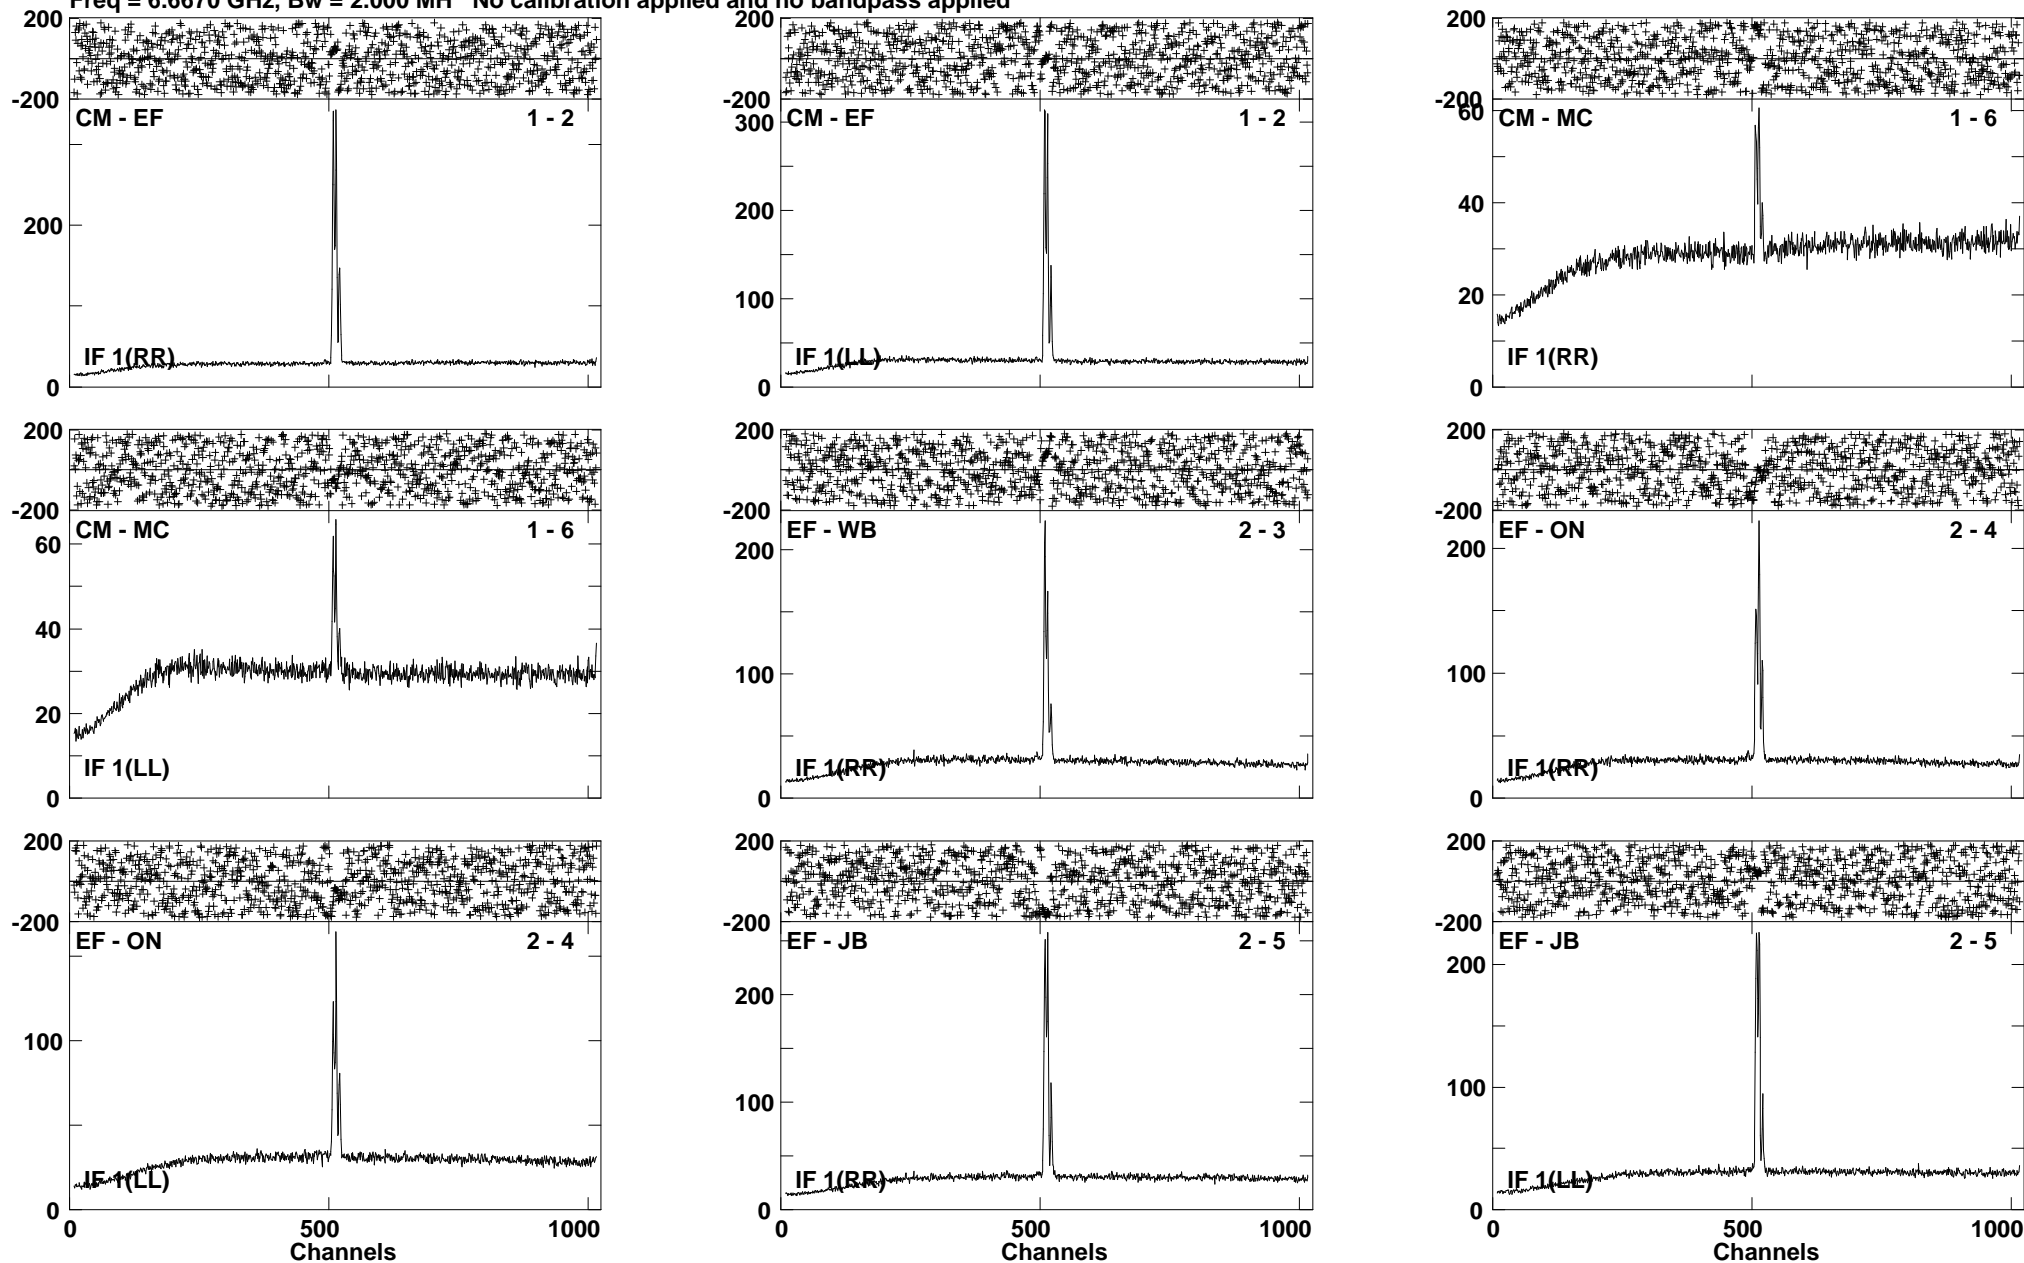 Freq = 6.6670 GHz, Bw = 2.000 MH No calibration applied and no bandpass applied
200
-200
CM - EF 1 - 2
200
0
IF 1(RR)
200
-200
300
CM - EF 1 - 2
200
100
0
IF 1(LL)
200
-200
60
CM - MC 1 - 6
40
20
0
IF 1(RR)
200
-200
CM - MC 1 - 6
60
40
20
0
IF 1(LL)
200
-200
EF - WB 2 - 3
200
100
0
IF 1(RR)
200
-200
EF - ON 2 - 4
200
100
0
IF 1(RR)
200
-200
EF - ON 2 - 4
100
0
IF 1(LL)
0 500 1000
Channels
200
-200
EF - JB 2 - 5
200
100
0
IF 1(RR)
0 500 1000
Channels
200
-200
EF - JB 2 - 5
200
100
0
IF 1(LL)
0 500 1000
Channels